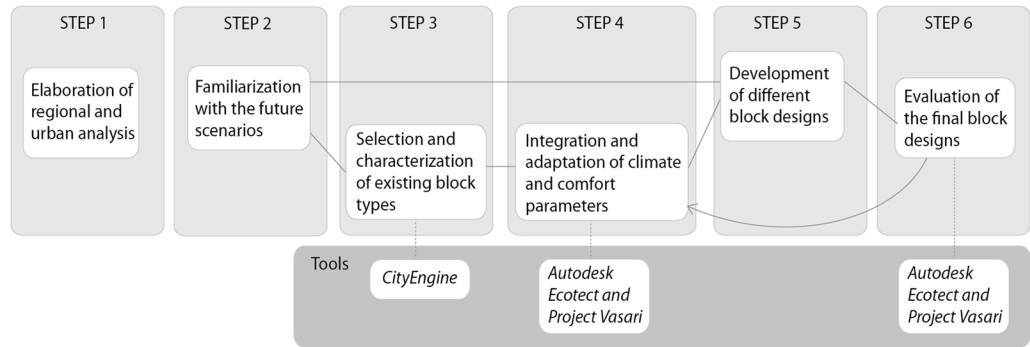 STEP 1
Elaboration of
regional and
urban analysis
STEP 2
Familiarization
with the future
scenarios
STEP 3
Selection and
characterization
of existing block
types
STEP 4
Integration and
adaptation of climate
and comfort
parameters
STEP 5
Development
of different
block designs
STEP 6
Evaluation of
the final block
designs
Tools
CityEngine
Autodesk
Ecotect and
Project Vasari
Autodesk
Ecotect and
Project Vasari